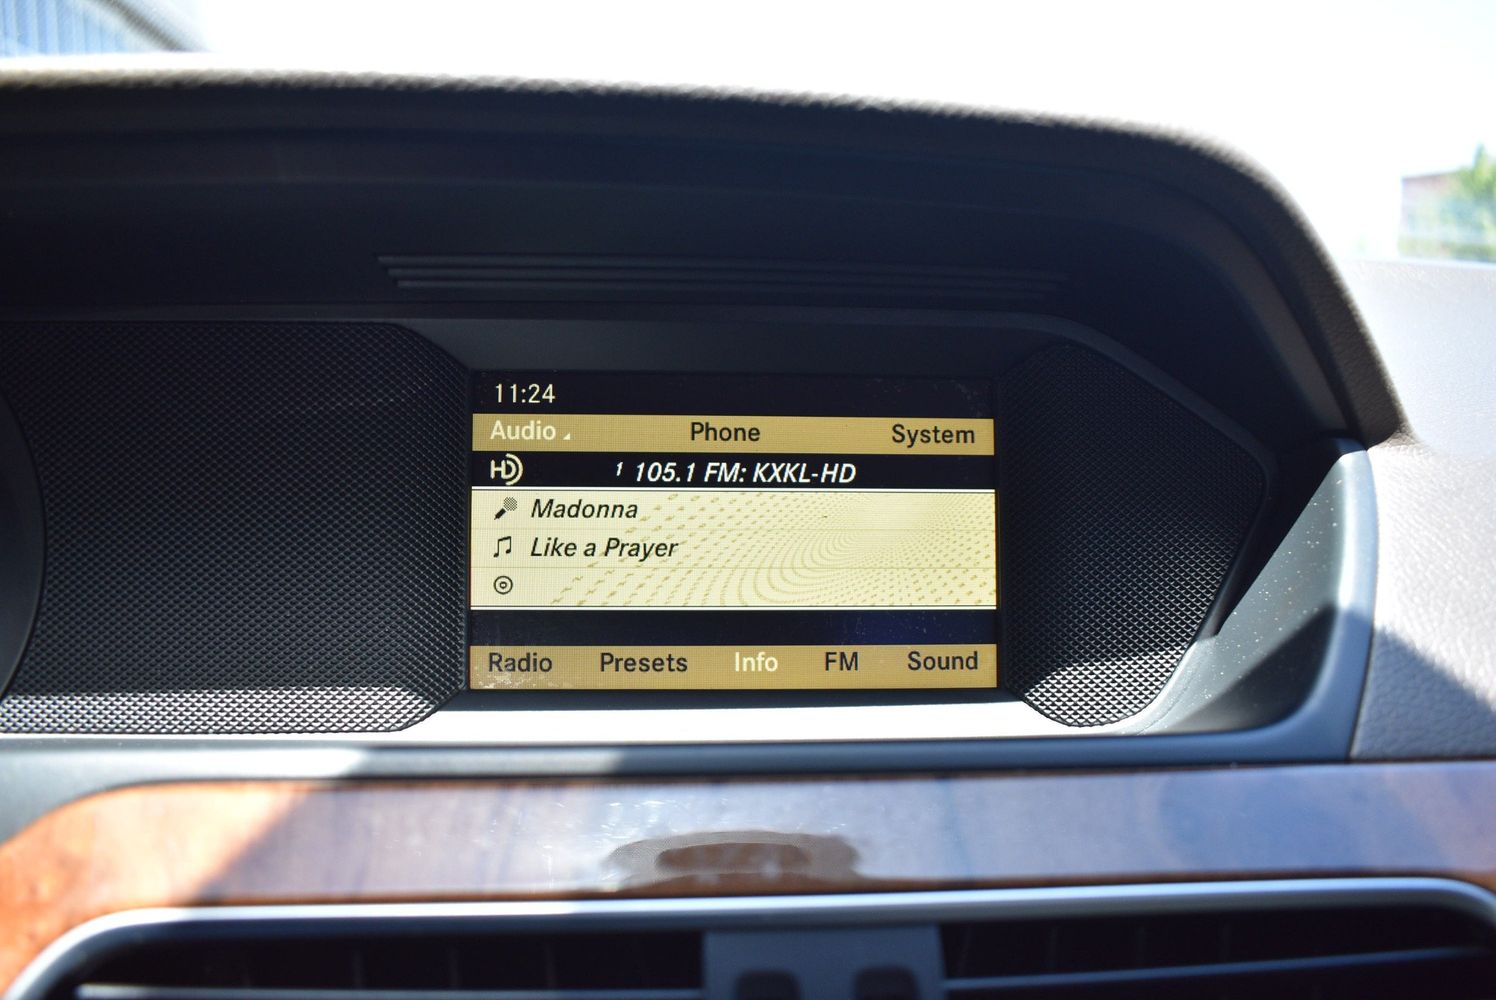 11:24
Audio Phone System
HD 1 105.1 FM: KXKL-HD
Madonna
Like a Prayer
Radio Presets Info FM Sound